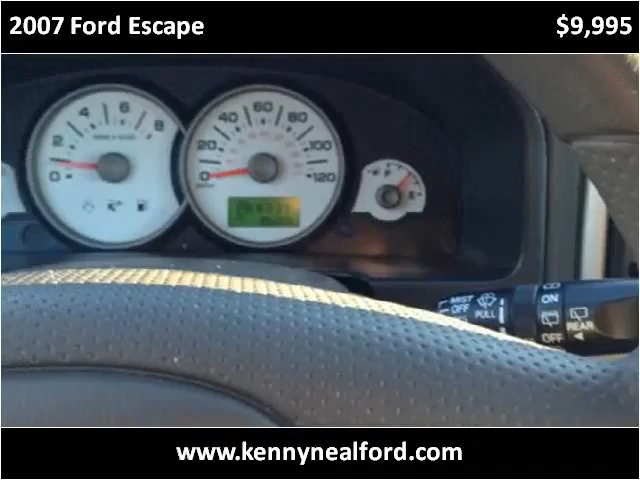 2007 Ford Escape
$9,995
2 4 6 8
0
0 20 40 60 80 100 120
F
MIST
OFF
PULL
ON
OFF
REAR
www.kennynealford.com